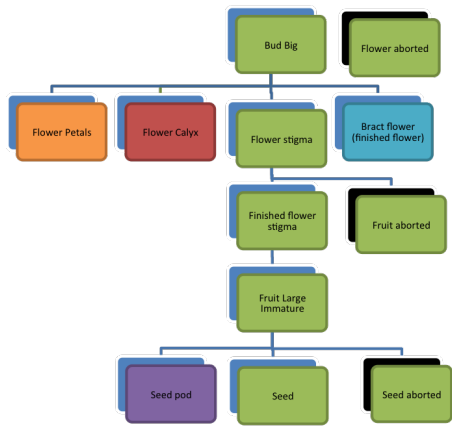 Bud Big
Flower aborted
Flower Petals
Flower Calyx
Flower stigma
Bract flower
(finished flower)
Finished flower
stigma
Fruit aborted
Fruit Large
Immature
Seed pod
Seed
Seed aborted